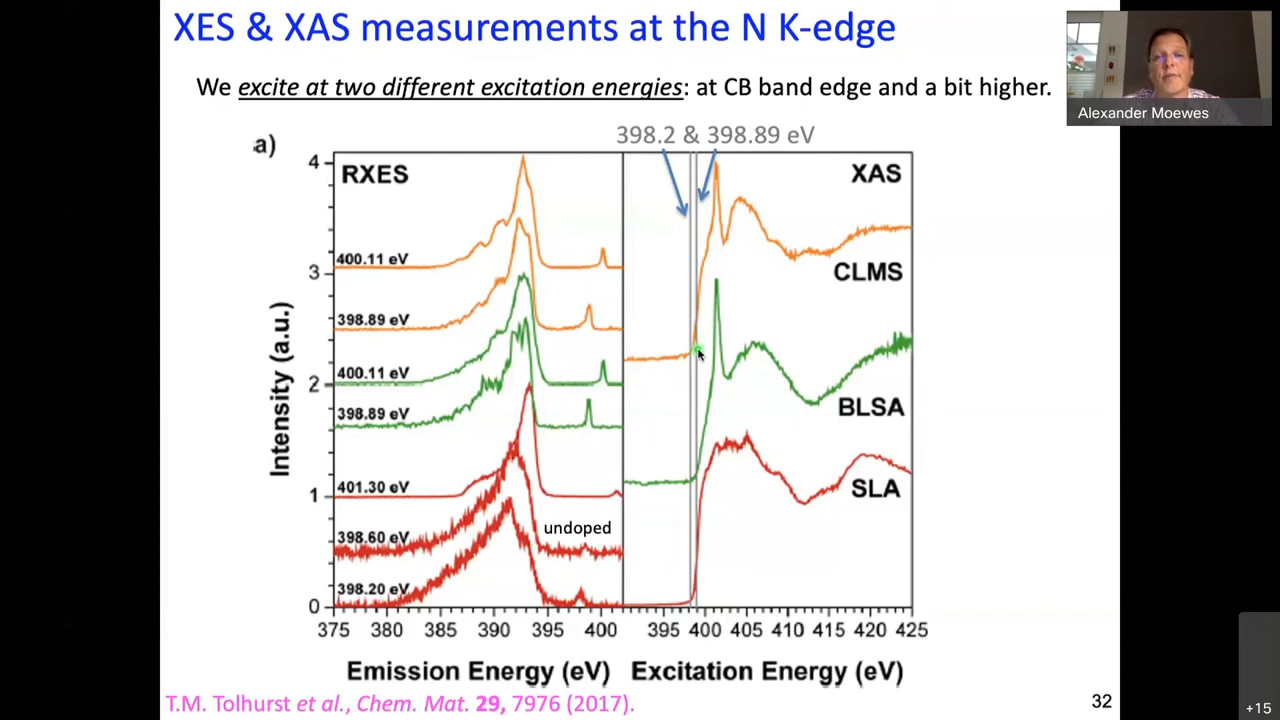 XES & XAS measurements at the N K-edge
We excite at two different excitation energies: at CB band edge and a bit higher.
Alexander Moewes
398.2 & 398.89 eV
a)
RXES
XAS
4
3
2
1
0
400.11 eV
398.89 eV
400.11 eV
398.89 eV
401.30 eV
398.60 eV
398.20 eV
undoped
CLMS
BLSA
SLA
Intensity (a.u.)
375 380 385 390 395 400
395 400 405 410 415 420 425
Emission Energy (eV)
Excitation Energy (eV)
T.M. Tolhurst et al., Chem. Mat. 29, 7976 (2017).
32
+15